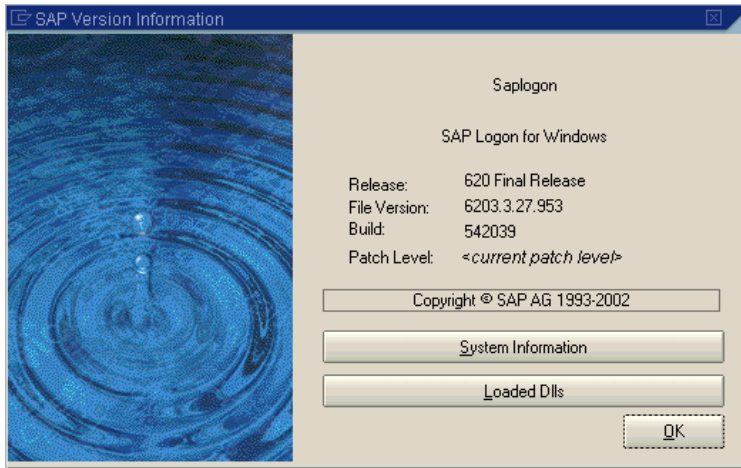 SAP Version Information
Saplogon
SAP Logon for Windows
Release: 620 Final Release
File Version: 6203.3.27.953
Build: 542039
Patch Level: <current patch level>
Copyright © SAP AG 1993-2002
System Information
Loaded Dlls
OK